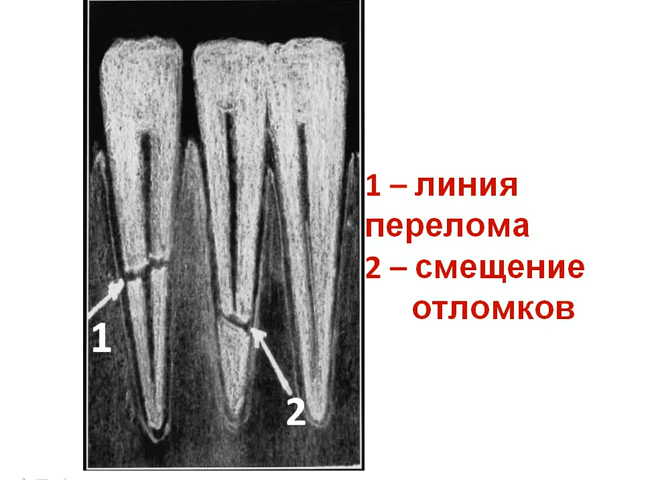 1 – линия
перелома
2 – смещение
отломков
1
2